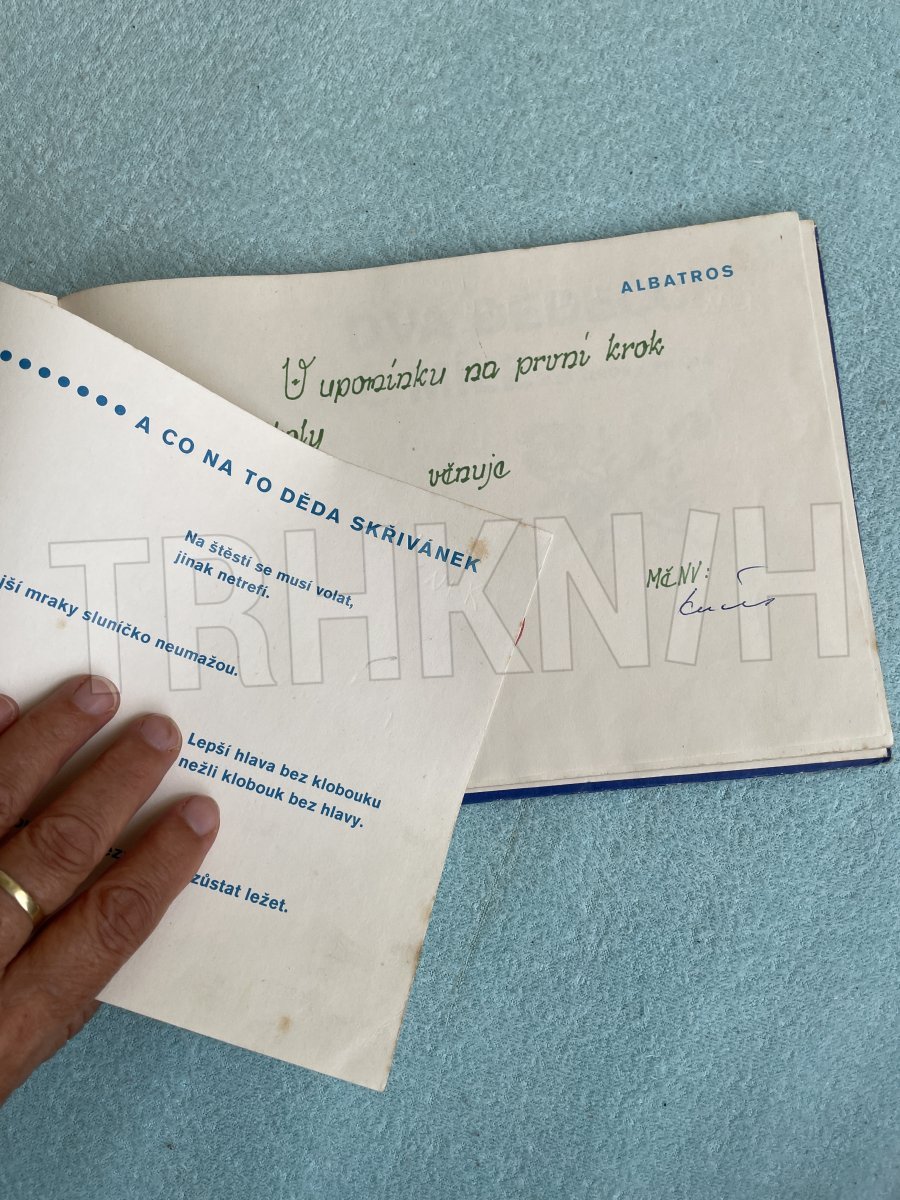 ALBATROS
V upomínku na první krok
věnuje
MěNV:
A CO NA TO DĚDA SKŘIVÁNEK
Na štěstí se musí volat,
jinak netrefí.
mraky sluníčko neumažou.
Lepší hlava bez klobouku
nežli klobouk bez hlavy.
zůstat ležet.
TRHKN/H